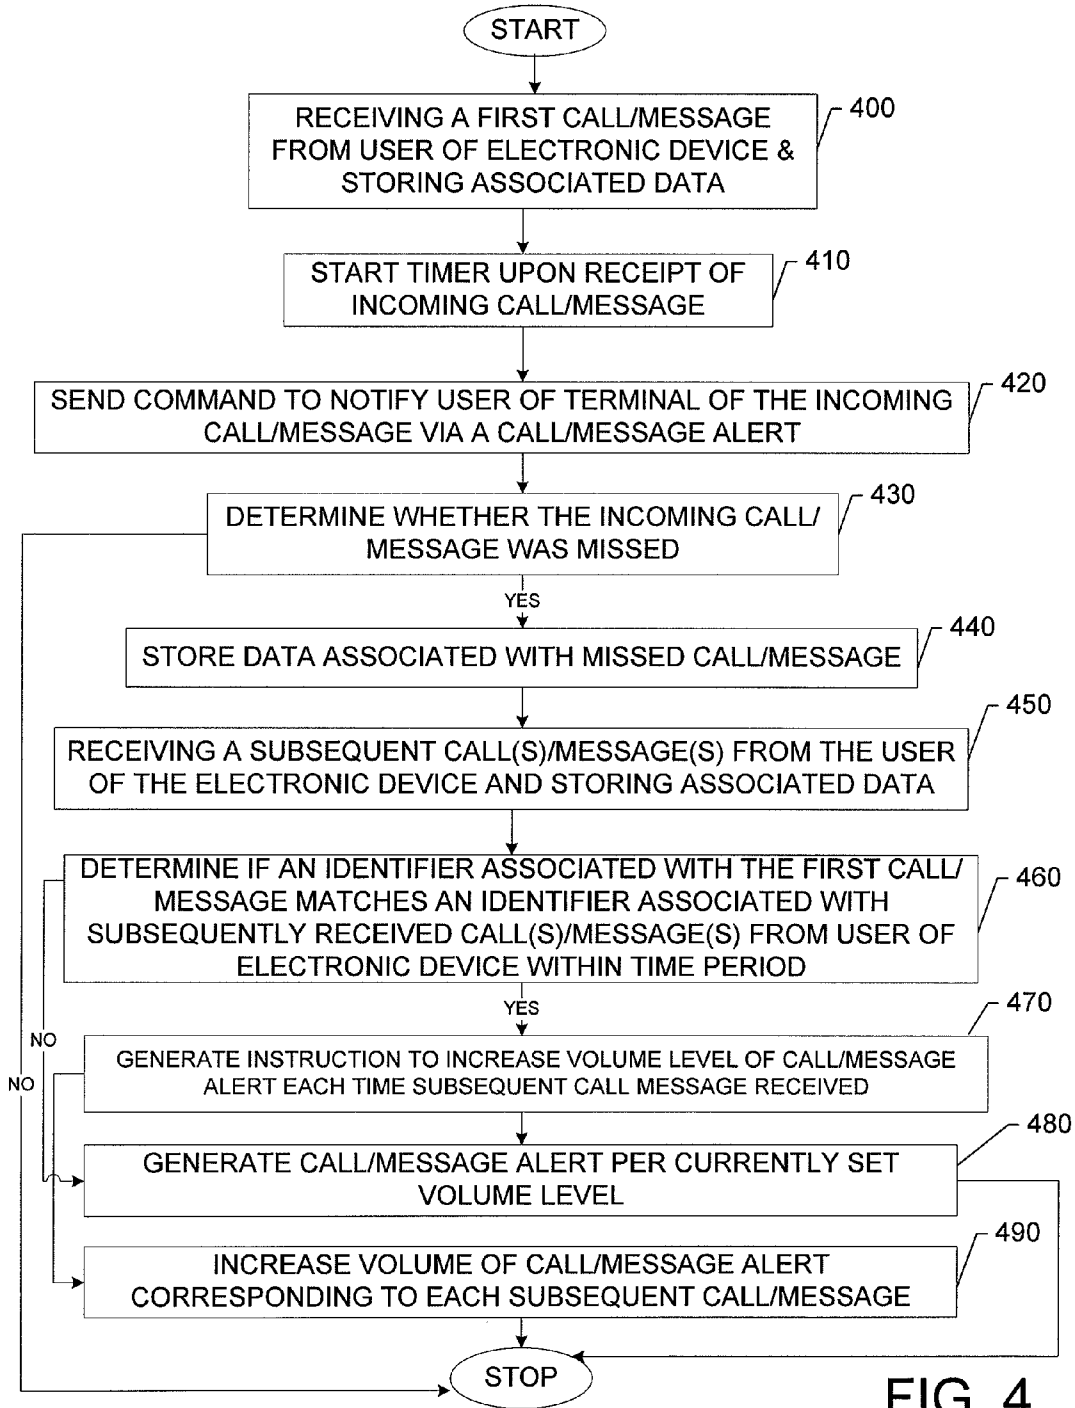 START
RECEIVING A FIRST CALL/MESSAGE
FROM USER OF ELECTRONIC DEVICE &
STORING ASSOCIATED DATA
400
START TIMER UPON RECEIPT OF
INCOMING CALL/MESSAGE
410
SEND COMMAND TO NOTIFY USER OF TERMINAL OF THE INCOMING
CALL/MESSAGE VIA A CALL/MESSAGE ALERT
420
DETERMINE WHETHER THE INCOMING CALL/
MESSAGE WAS MISSED
430
YES
STORE DATA ASSOCIATED WITH MISSED CALL/MESSAGE
440
RECEIVING A SUBSEQUENT CALL(S)/MESSAGE(S) FROM THE USER
OF THE ELECTRONIC DEVICE AND STORING ASSOCIATED DATA
450
DETERMINE IF AN IDENTIFIER ASSOCIATED WITH THE FIRST CALL/
MESSAGE MATCHES AN IDENTIFIER ASSOCIATED WITH
SUBSEQUENTLY RECEIVED CALL(S)/MESSAGE(S) FROM USER OF
ELECTRONIC DEVICE WITHIN TIME PERIOD
460
YES
NO
NO
GENERATE INSTRUCTION TO INCREASE VOLUME LEVEL OF CALL/MESSAGE
ALERT EACH TIME SUBSEQUENT CALL MESSAGE RECEIVED
470
GENERATE CALL/MESSAGE ALERT PER CURRENTLY SET
VOLUME LEVEL
480
INCREASE VOLUME OF CALL/MESSAGE ALERT
CORRESPONDING TO EACH SUBSEQUENT CALL/MESSAGE
490
STOP
FIG. 4